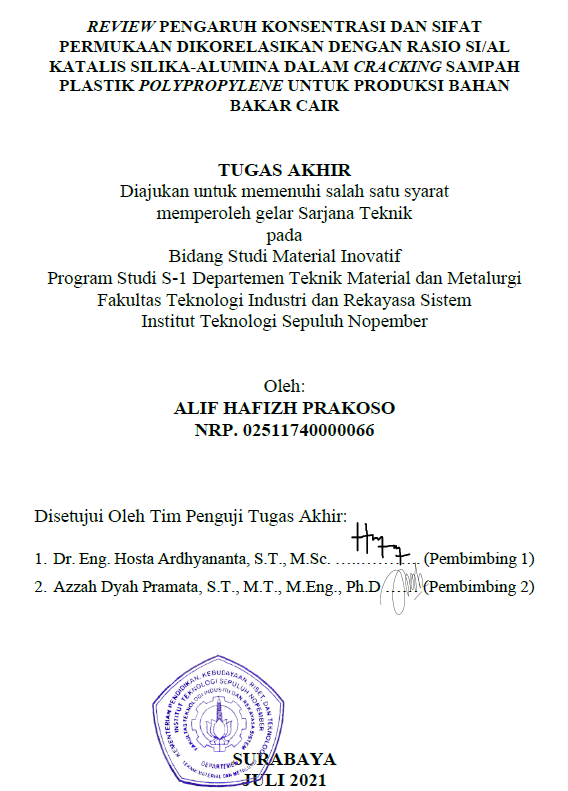 REVIEW PENGARUH KONSENTRASI DAN SIFAT
PERMUKAAN DIKORELASIKAN DENGAN RASIO SI/AL
KATALIS SILIKA-ALUMINA DALAM CRACKING SAMPAH
PLASTIK POLYPROPYLENE UNTUK PRODUKSI BAHAN
BAKAR CAIR
TUGAS AKHIR
Diajukan untuk memenuhi salah satu syarat
memperoleh gelar Sarjana Teknik
pada
Bidang Studi Material Inovatif
Program Studi S-1 Departemen Teknik Material dan Metalurgi
Fakultas Teknologi Industri dan Rekayasa Sistem
Institut Teknologi Sepuluh Nopember
Oleh:
ALIF HAFIZH PRAKOSO
NRP. 02511740000066
Disetujui Oleh Tim Penguji Tugas Akhir:
1. Dr. Eng. Hosta Ardhyananta, S.T., M.Sc. ................ (Pembimbing 1)
2. Azzah Dyah Pramata, S.T., M.T., M.Eng., Ph.D ....... (Pembimbing 2)
KEMENTERIAN PENDIDIKAN, KEBUDAYAAN, RISET, DAN TEKNOLOGI
INSTITUT TEKNOLOGI SEPULUH NOPEMBER
FAKULTAS TEKNOLOGI INDUSTRI DAN REKAYASA SISTEM
DEPARTEMEN
TEKNIK MATERIAL DAN METALURGI
SURABAYA
JULI 2021